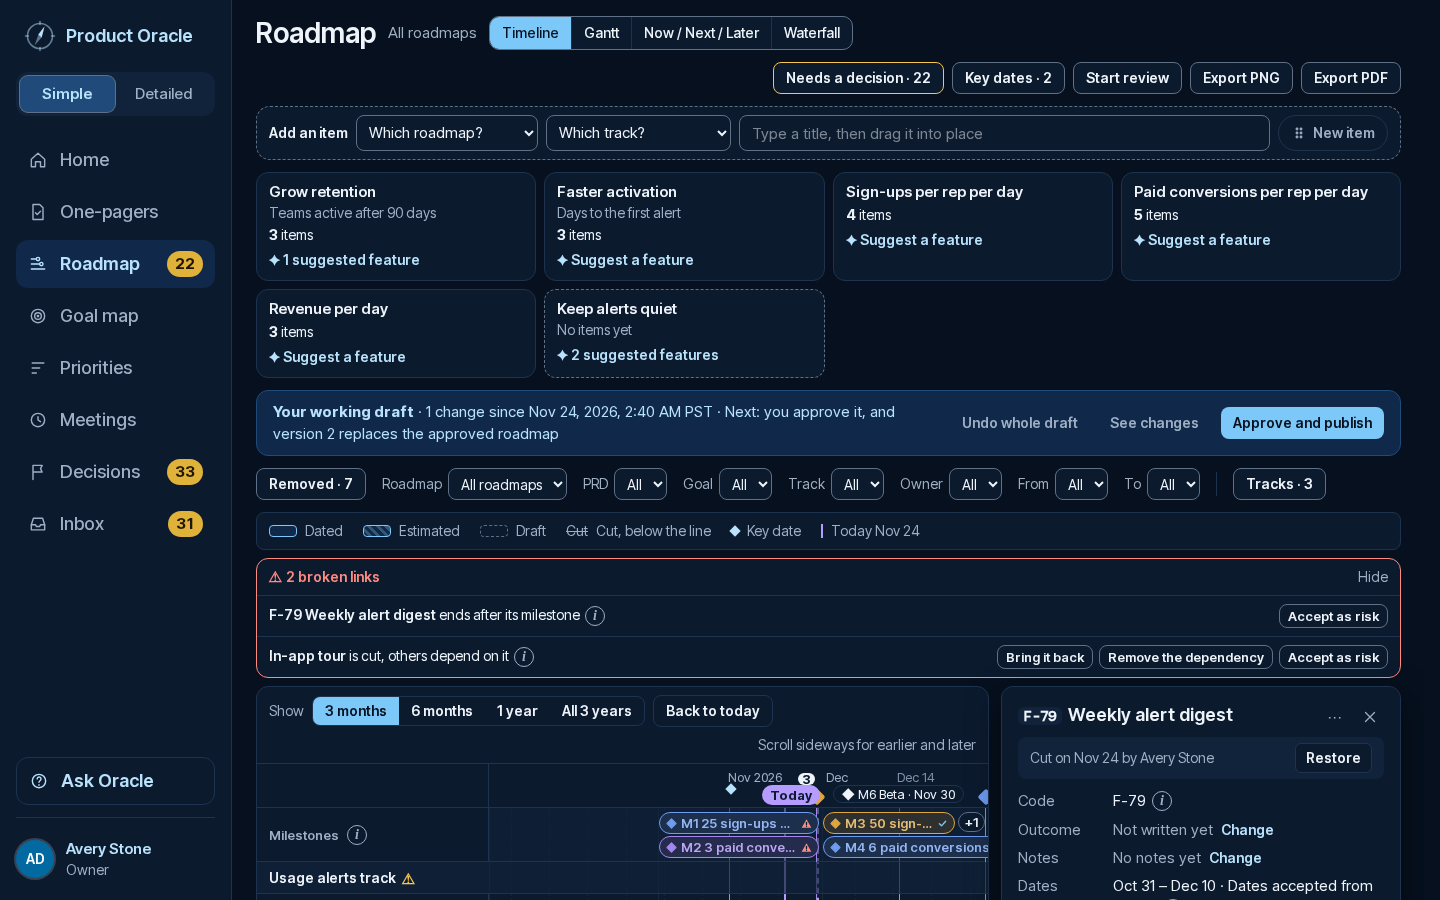 Product Oracle
Simple
Detailed
Home
One-pagers
Roadmap
22
Goal map
Priorities
Meetings
Decisions
33
Inbox
31
Ask Oracle
AD
Avery Stone
Owner
Roadmap
All roadmaps
Timeline
Gantt
Now / Next / Later
Waterfall
Needs a decision · 22
Key dates · 2
Start review
Export PNG
Export PDF
Add an item
Which roadmap?
Which track?
Type a title, then drag it into place
New item
Grow retention
Teams active after 90 days
3 items
✦ 1 suggested feature
Faster activation
Days to the first alert
3 items
✦ Suggest a feature
Sign-ups per rep per day
4 items
✦ Suggest a feature
Paid conversions per rep per day
5 items
✦ Suggest a feature
Revenue per day
3 items
✦ Suggest a feature
Keep alerts quiet
No items yet
✦ 2 suggested features
Your working draft · 1 change since Nov 24, 2026, 2:40 AM PST · Next: you approve it, and
version 2 replaces the approved roadmap
Undo whole draft
See changes
Approve and publish
Removed · 7
Roadmap
All roadmaps
PRD
All
Goal
All
Track
All
Owner
All
From
All
To
All
Tracks · 3
Dated
Estimated
Draft
Cut
Cut, below the line
Key date
Today Nov 24
⚠ 2 broken links
Hide
F-79 Weekly alert digest ends after its milestone i
Accept as risk
In-app tour is cut, others depend on it i
Bring it back
Remove the dependency
Accept as risk
Show
3 months
6 months
1 year
All 3 years
Back to today
Scroll sideways for earlier and later
Nov 2026
3
Dec
Dec 14
Today
M6 Beta · Nov 30
Milestones i
M1 25 sign-ups ...
M3 50 sign-...
+1
M2 3 paid conve...
M4 6 paid conversions
Usage alerts track ⚠
F-79
Weekly alert digest
...
Cut on Nov 24 by Avery Stone
Restore
Code
F-79 i
Outcome
Not written yet
Change
Notes
No notes yet
Change
Dates
Oct 31 – Dec 10 · Dates accepted from